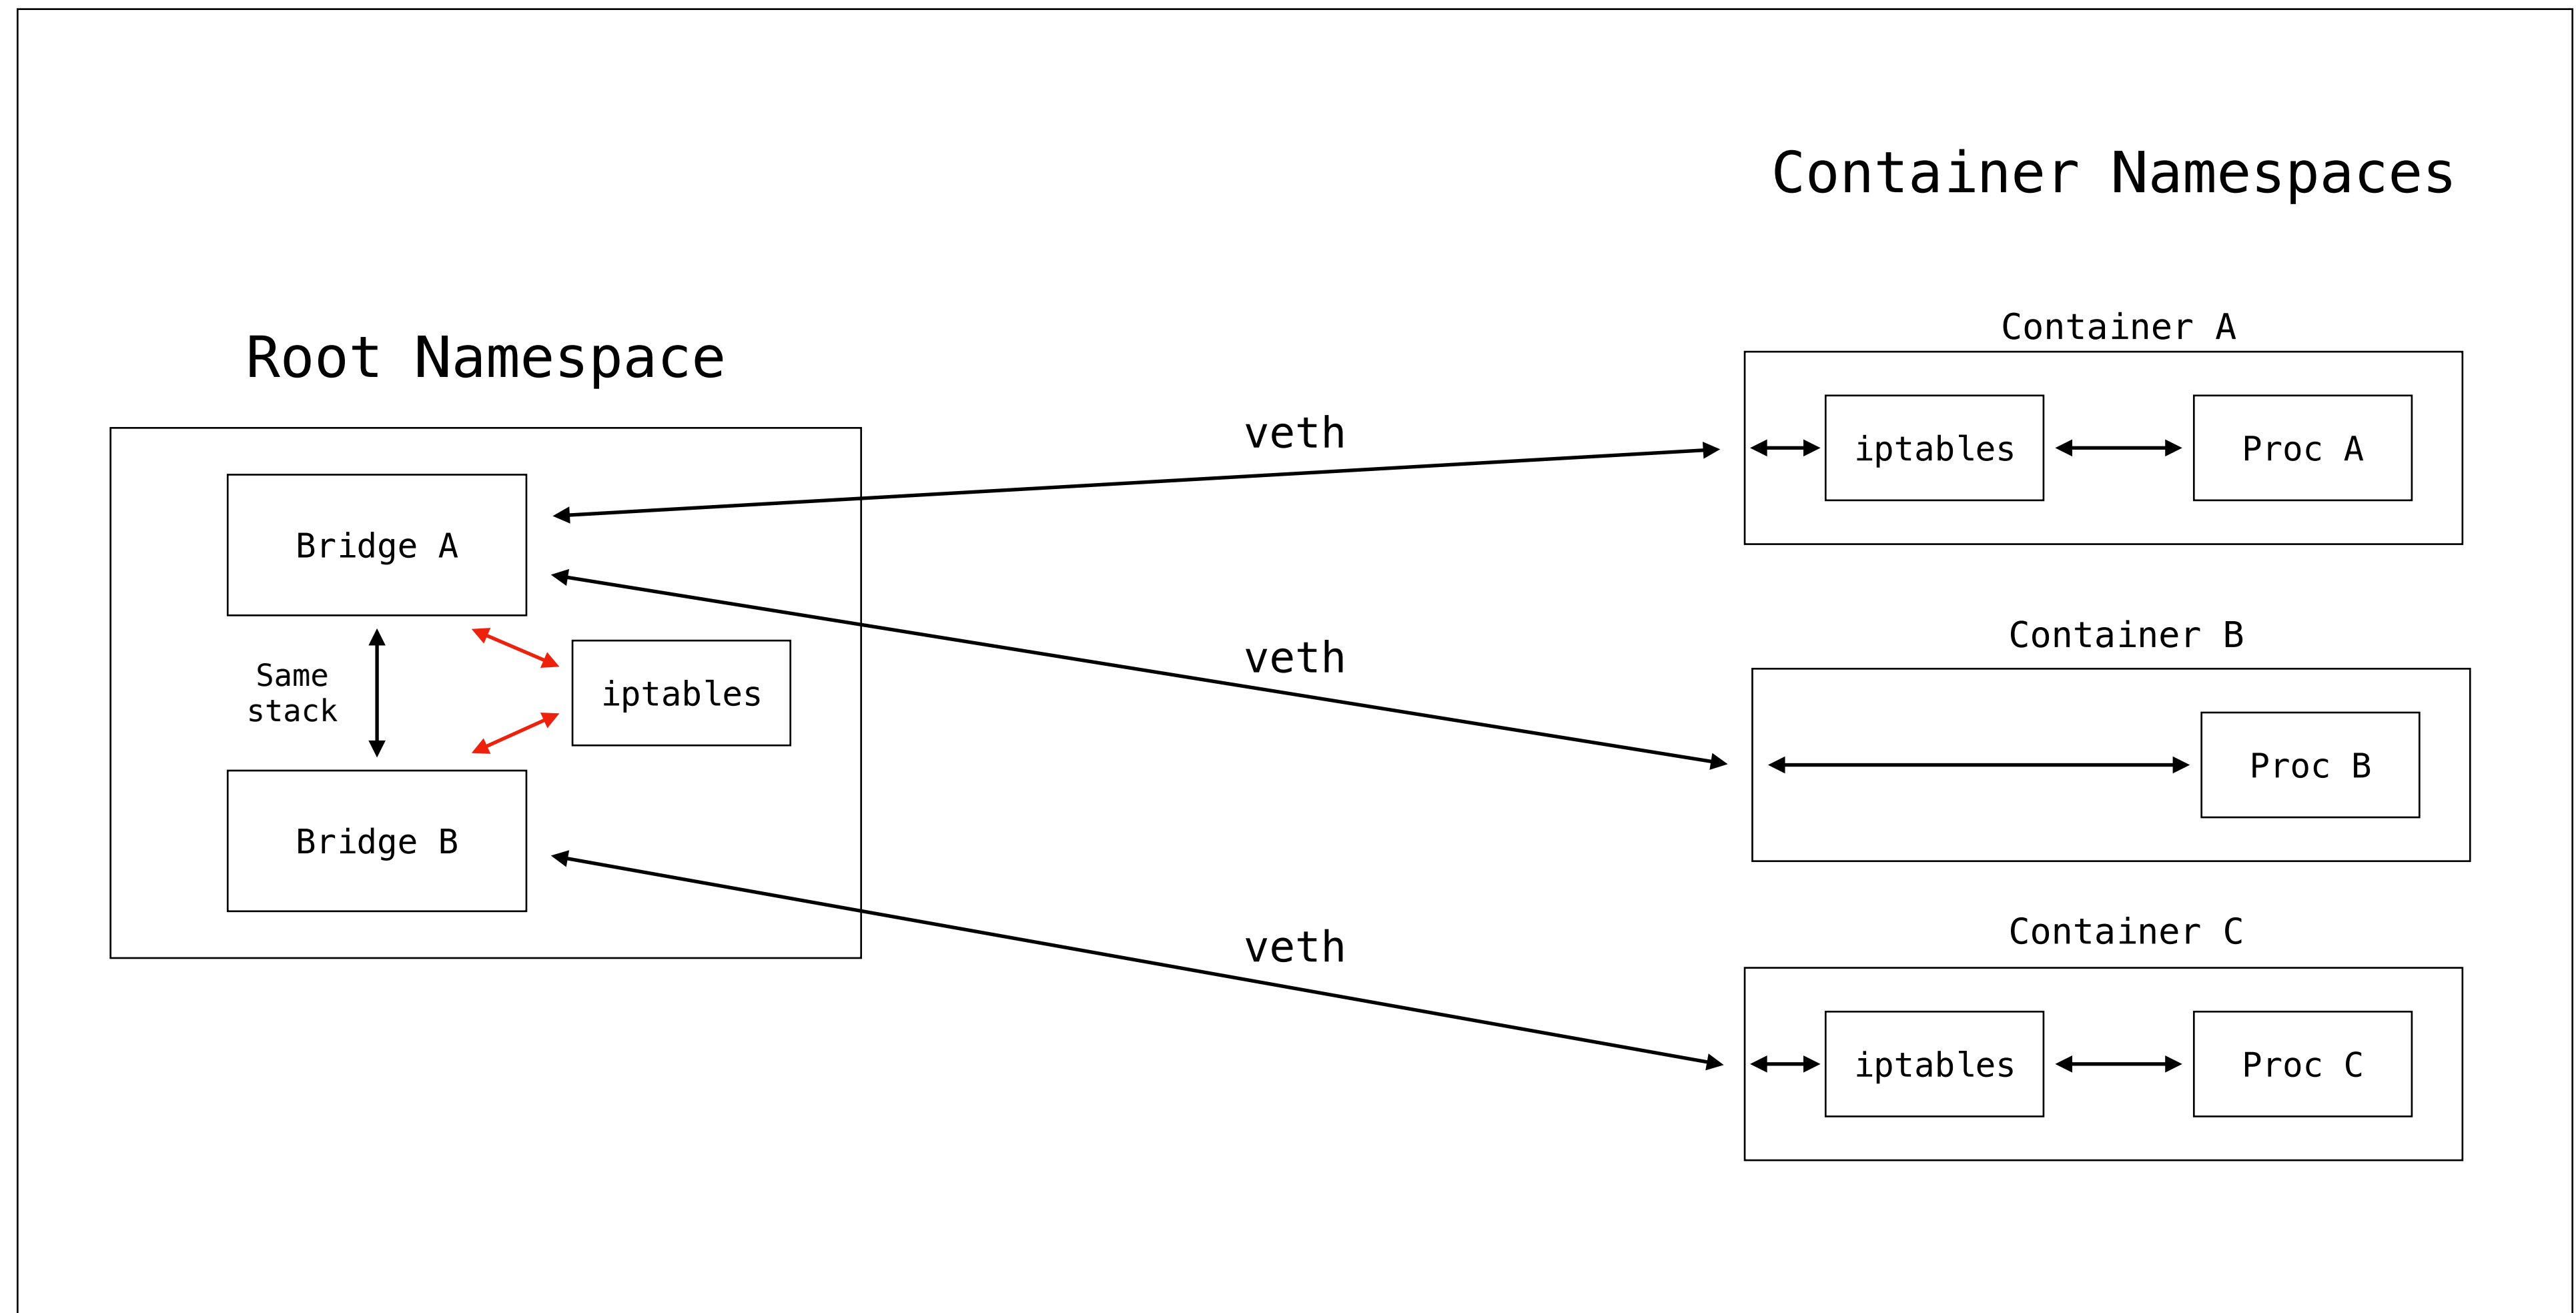 Container Namespaces
Root Namespace
Container A
veth
iptables
Proc A
Bridge A
veth
Container B
Same
stack
iptables
Proc B
Bridge B
veth
Container C
iptables
Proc C